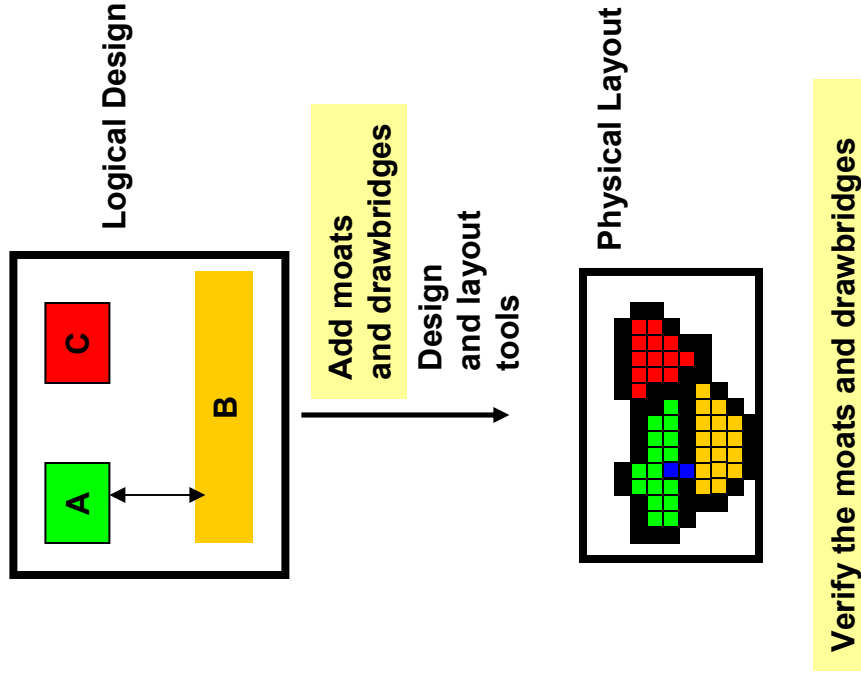 Logical Design
A
C
B
Add moats
and drawbridges
Design
and layout
tools
Physical Layout
Verify the moats and drawbridges